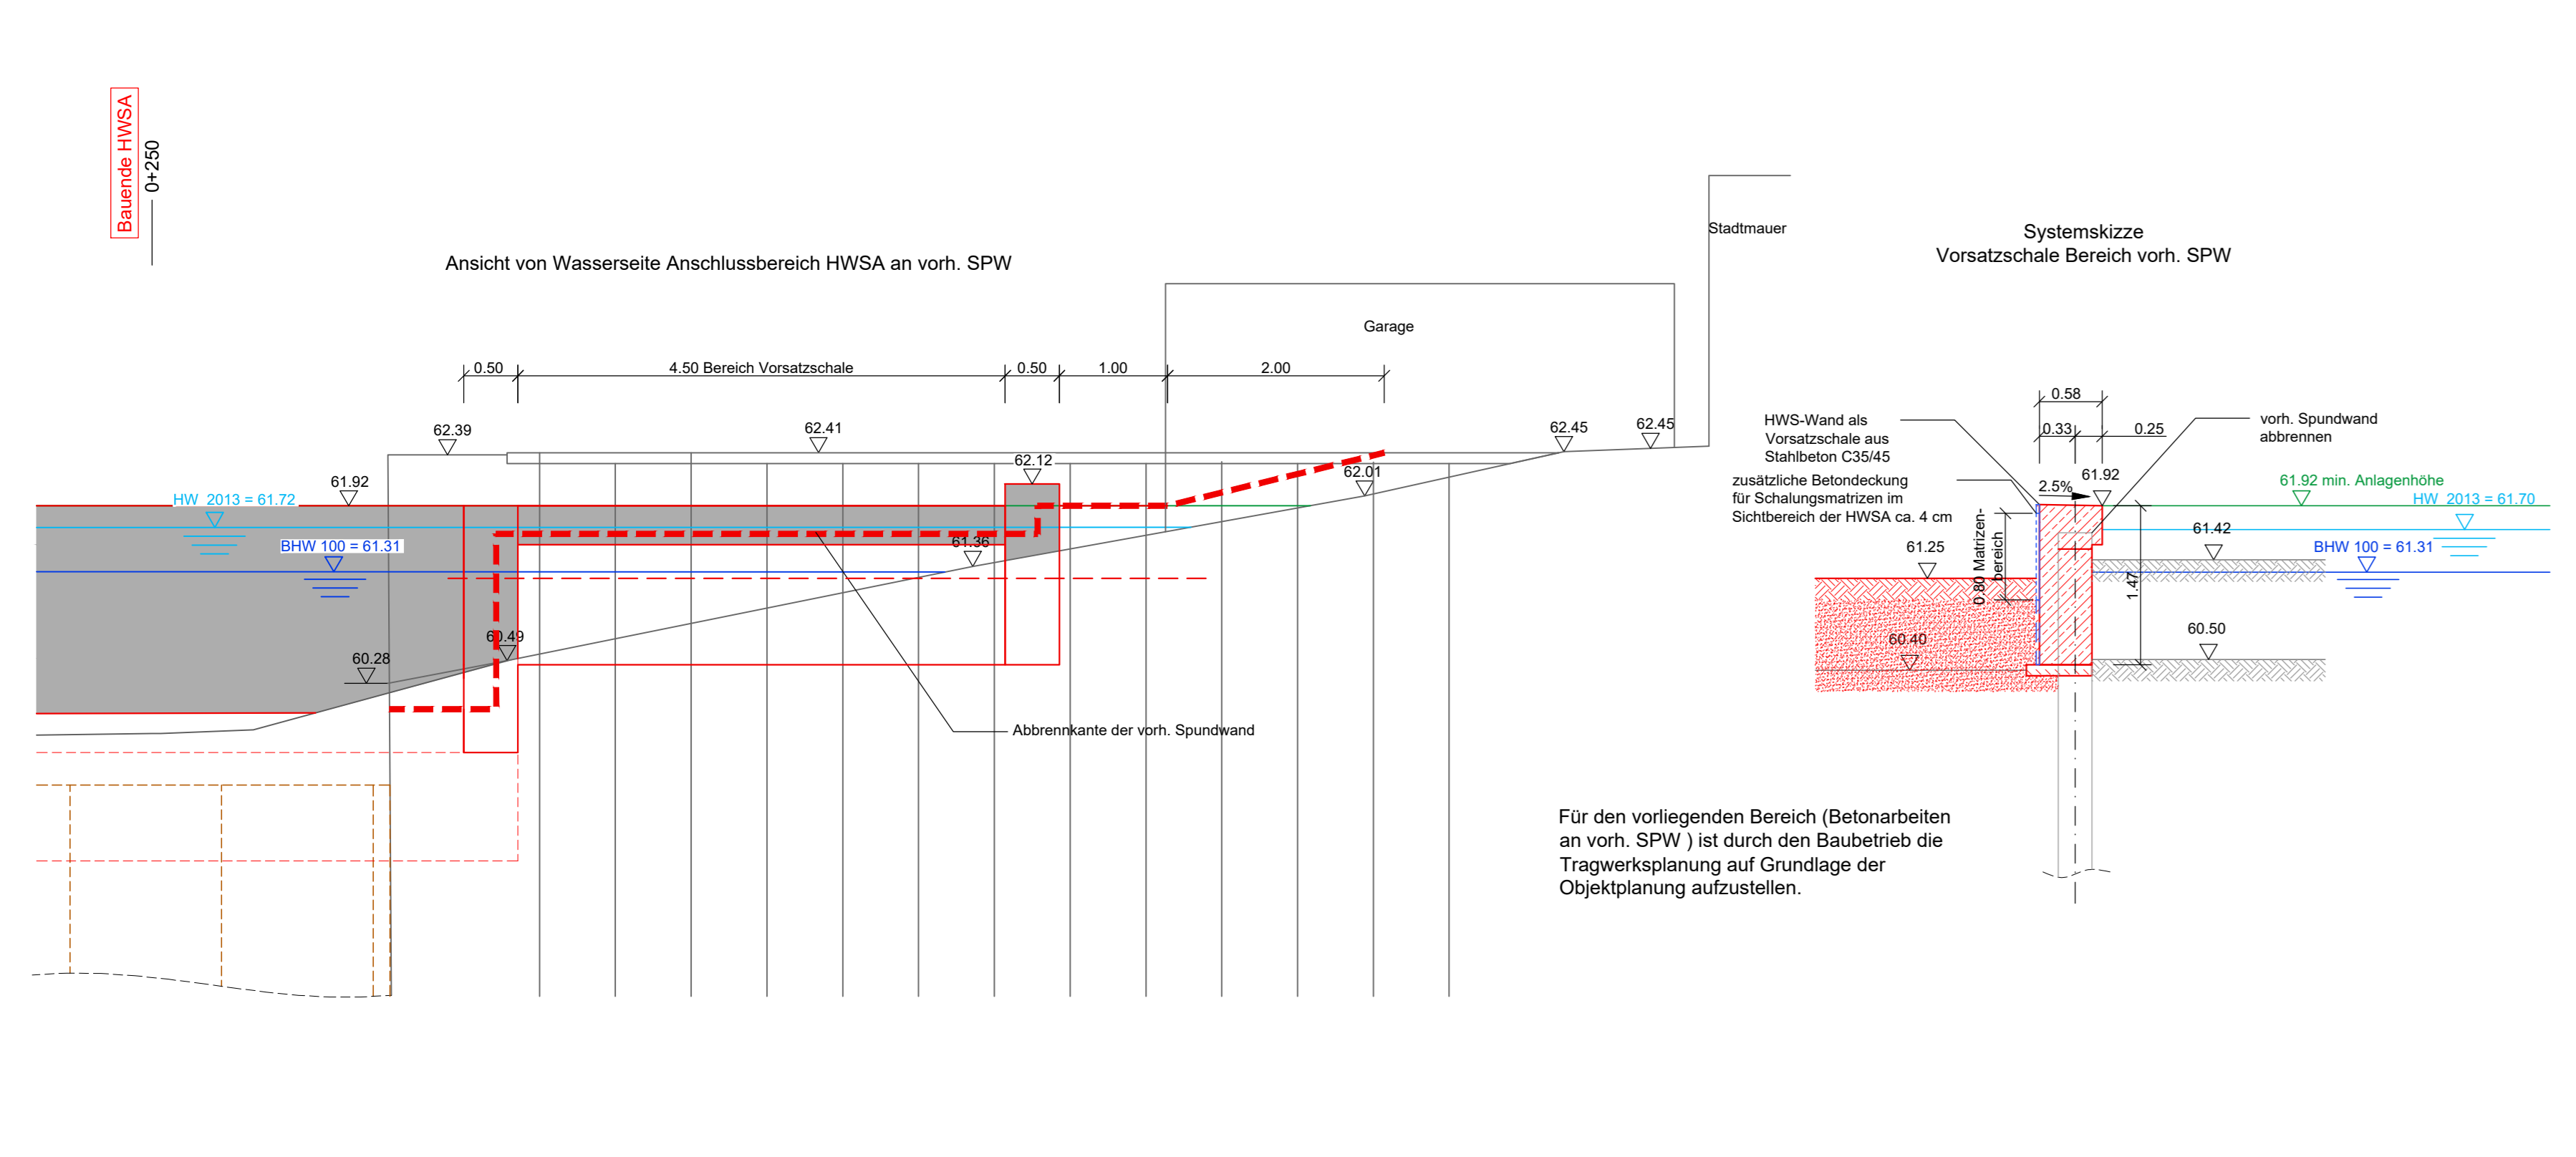 Bauende HWSA
0+250
Ansicht von Wasserseite Anschlussbereich HWSA an vorh. SPW
Stadtmauer
Garage
0.50
4.50 Bereich Vorsatzschale
0.50
1.00
2.00
62.39
62.41
62.45
62.45
62.12
62.01
61.92
HW 2013 = 61.72
BHW 100 = 61.31
61.36
60.49
60.28
Abbrennkante der vorh. Spundwand
Systemskizze
Vorsatzschale Bereich vorh. SPW
0.58
0.33
0.25
HWS-Wand als
Vorsatzschale aus
Stahlbeton C35/45
zusätzliche Betondeckung
für Schalungsmatrizen im
Sichtbereich der HWSA ca. 4 cm
vorh. Spundwand
abbrennen
2.5%
61.92
61.92 min. Anlagenhöhe
HW 2013 = 61.70
61.42
BHW 100 = 61.31
61.25
0.80 Matrizen-
bereich
1.47
60.40
60.50
Für den vorliegenden Bereich (Betonarbeiten
an vorh. SPW ) ist durch den Baubetrieb die
Tragwerksplanung auf Grundlage der
Objektplanung aufzustellen.